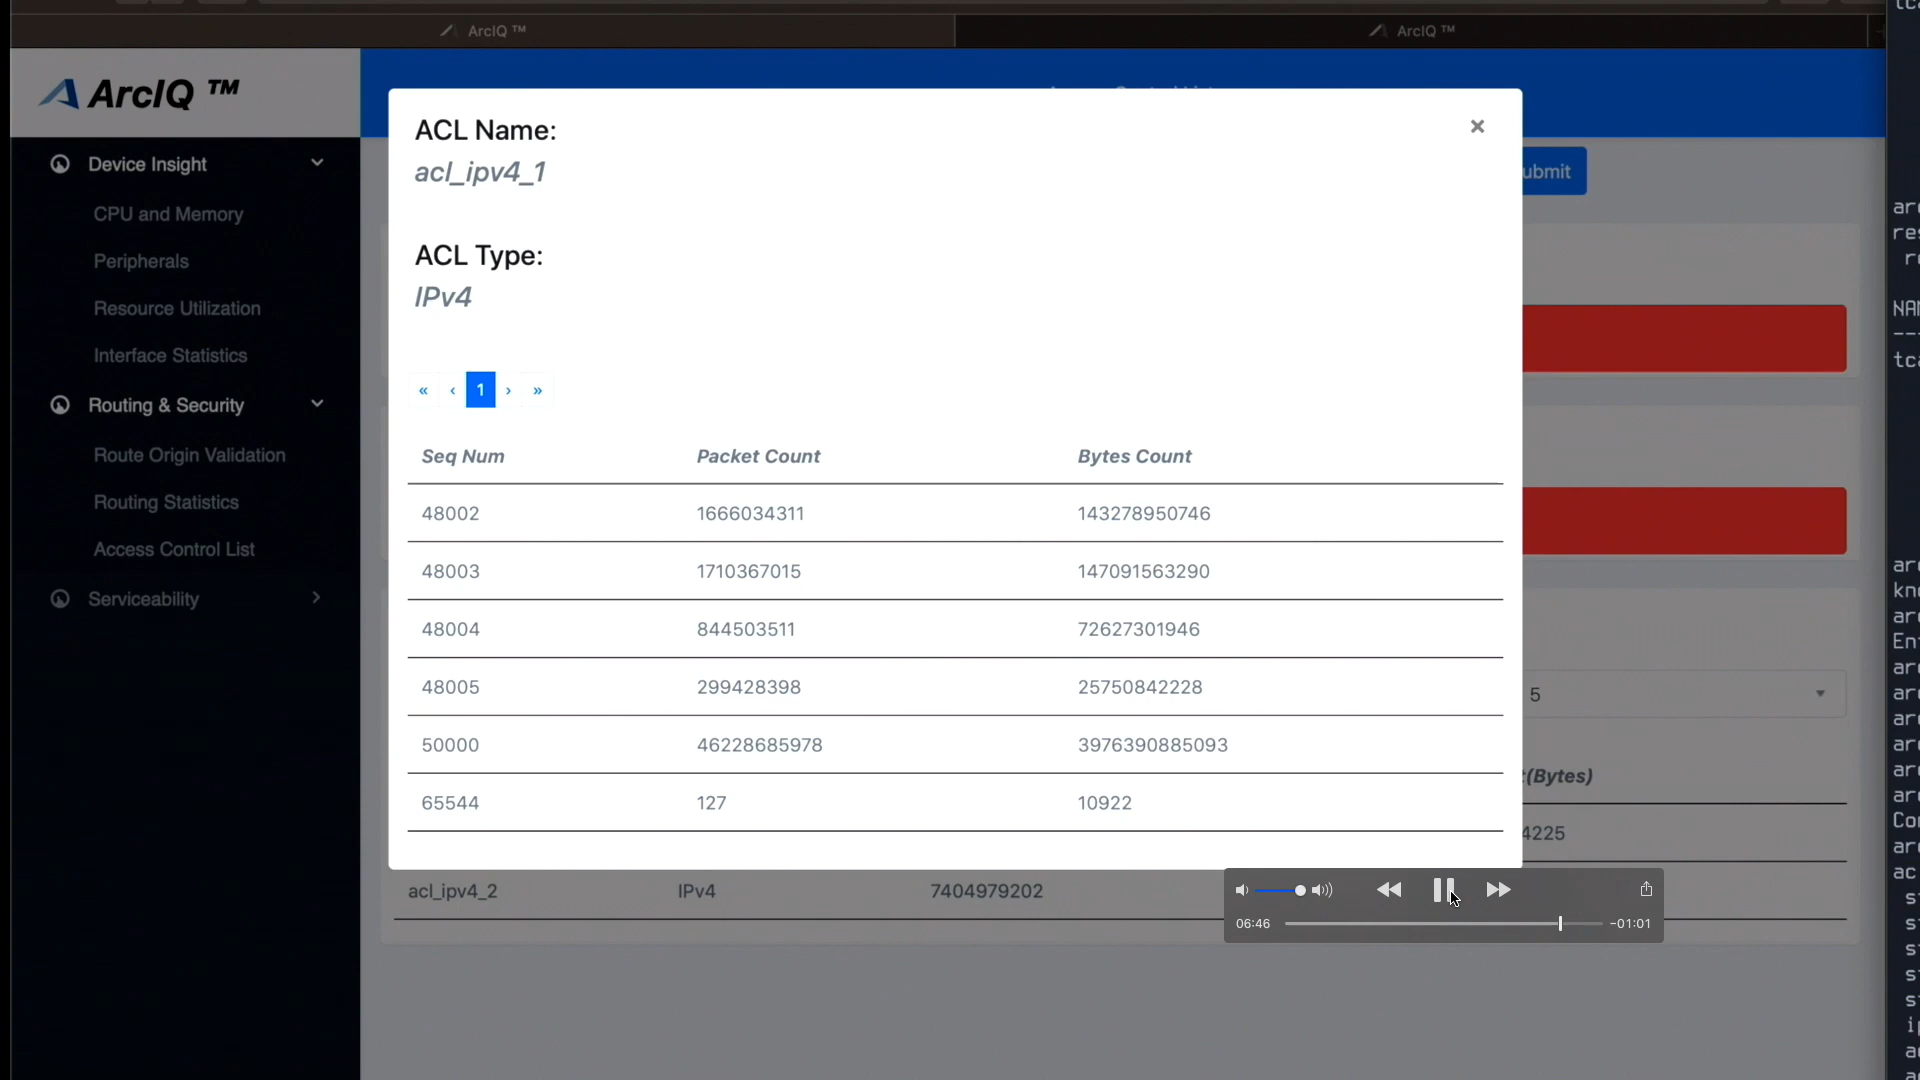 ArcIQ ™
ArcIQ ™
ArcIQ ™
Device Insight
CPU and Memory
Peripherals
Resource Utilization
Interface Statistics
Routing & Security
Route Origin Validation
Routing Statistics
Access Control List
Serviceability
ACL Name:
acl_ipv4_1
×
ACL Type:
IPv4
« ‹ 1 › »
Seq Num Packet Count Bytes Count
48002 1666034311 143278950746
48003 1710367015 147091563290
48004 844503511 72627301946
48005 299428398 25750842228
50000 46228685978 39763908885093
65544 127 10922
ubmit
5
(Bytes)
4225
acl_ipv4_2 IPv4 7404979202
06:46 −01:01